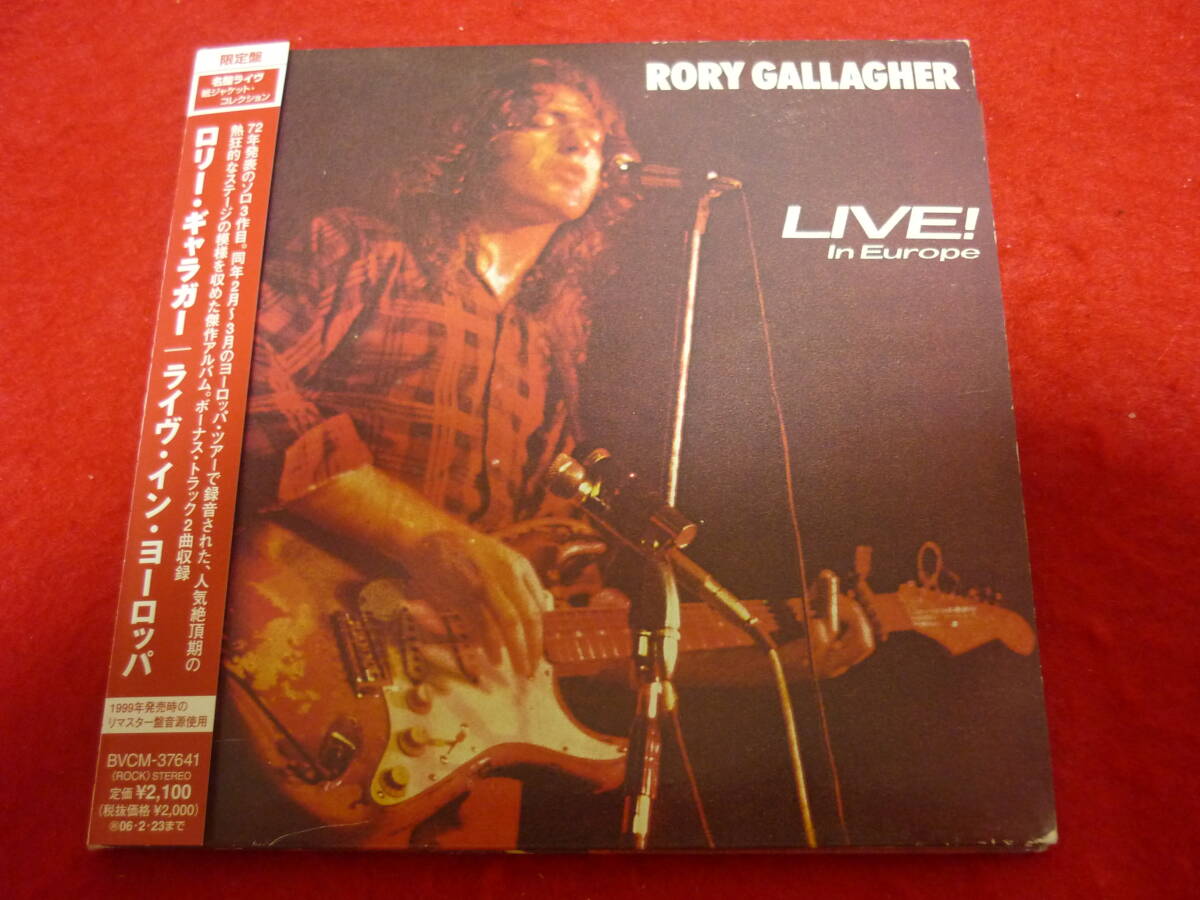 限定盤
名盤ライヴ
紙ジャケット・
コレクション
72年発表のソロ3作目。同年2月〜3月のヨーロッパ・ツアーで録音された、人気絶頂期の
熱狂的なステージの模様を収めた傑作アルバム。ボーナス・トラック2曲収録
ロリー・ギャラガー｜ライヴ・イン・ヨーロッパ
1999年発売時の
リマスター盤音源使用
BVCM-37641
(ROCK) STEREO
定価 ¥2,100
(税抜価格 ¥2,000)
06・2・23まで
RORY GALLAGHER
LIVE!
In Europe